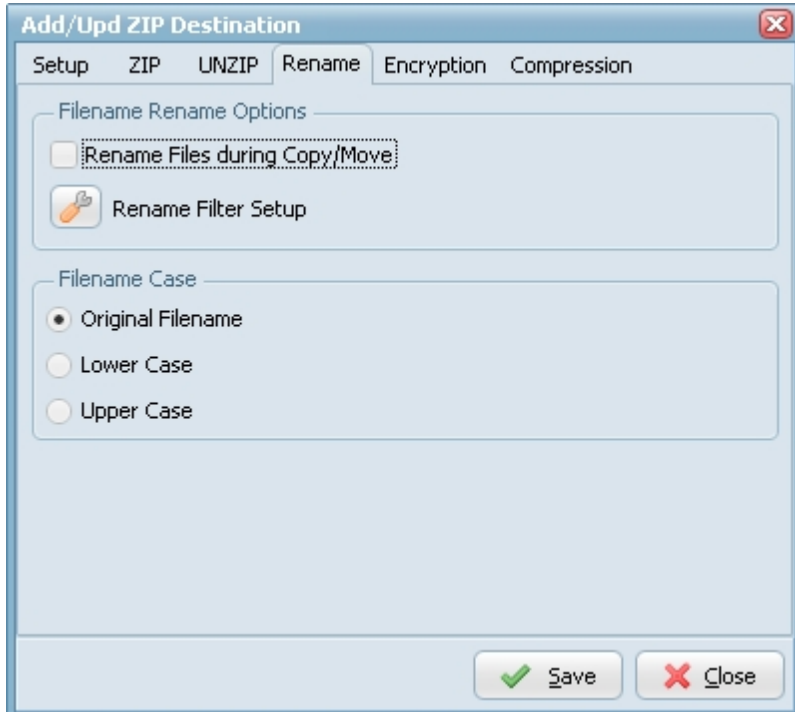 Add/Upd ZIP Destination
Setup ZIP UNZIP Rename Encryption Compression
Filename Rename Options
Rename Files during Copy/Move
Rename Filter Setup
Filename Case
Original Filename
Lower Case
Upper Case
Save Close